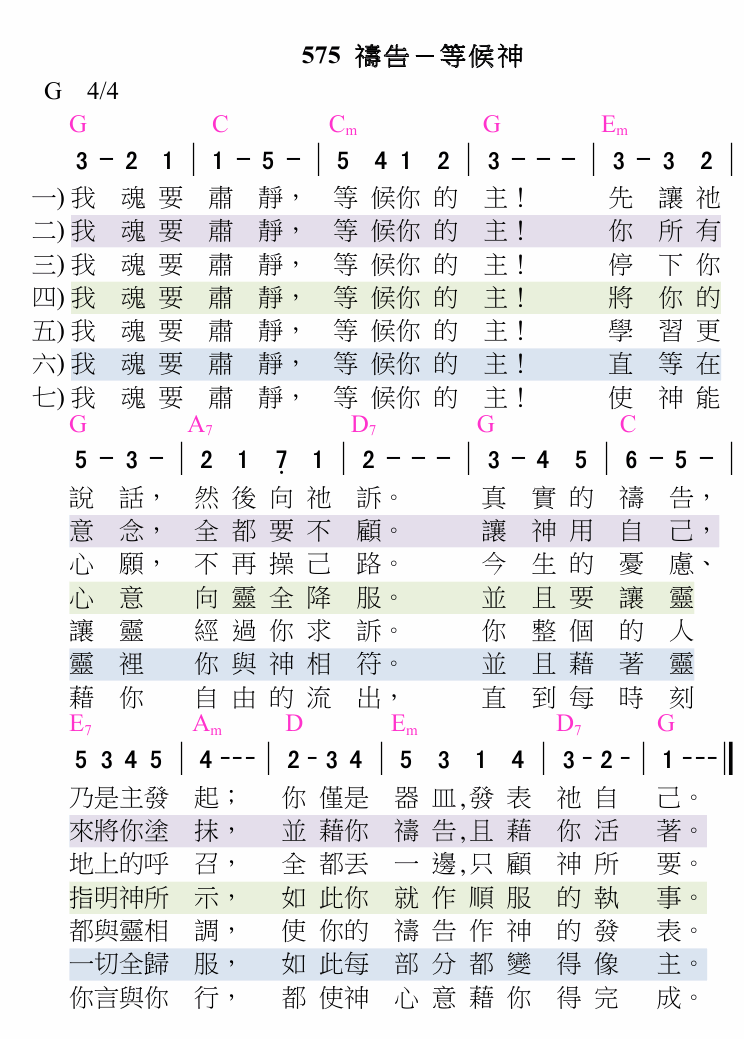 575 禱告－等候神
G 4/4
G C Cm G Em
3 - 2 1 | 1 - 5 - | 5 4 1 2 | 3 - - - | 3 - 3 2 |
一) 我 魂 要 肅 靜， 等 候你 的 主！ 先 讓 祂
二) 我 魂 要 肅 靜， 等 候你 的 主！ 你 所 有
三) 我 魂 要 肅 靜， 等 候你 的 主！ 停 下 你
四) 我 魂 要 肅 靜， 等 候你 的 主！ 將 你 的
五) 我 魂 要 肅 靜， 等 候你 的 主！ 學 習 更
六) 我 魂 要 肅 靜， 等 候你 的 主！ 直 等 在
七) 我 魂 要 肅 靜， 等 候你 的 主！ 使 神 能
G A7 D7 G C
5 - 3 - | 2 1 7̣ 1 | 2 - - - | 3 - 4 5 | 6 - 5 - |
說 話， 然 後 向 祂 訴。 真 實 的 禱 告，
意 念， 全 都 要 不 顧。 讓 神 用 自 己，
心 願， 不 再 操 己 路。 今 生 的 憂 慮、
心 意 向 靈 全 降 服。 並 且 要 讓 靈
讓 靈 經 過 你 求 訴。 你 整 個 的 人
靈 裡 你 與 神 相 符。 並 且 藉 著 靈
藉 你 自 由 的 流 出， 直 到 每 時 刻
E7 Am D Em D7 G
5 3 4 5 | 4 - - - | 2 - 3 4 | 5 3 1 4 | 3 - 2 - | 1 - - - ‖
乃是主發 起； 你 僅是 器 皿,發 表 祂 自 己。
來將你塗 抹， 並 藉你 禱 告,且 藉 你 活 著。
地上的呼 召， 全 都丟 一 邊,只 顧 神 所 要。
指明神所 示， 如 此你 就 作 順 服 的 執 事。
都與靈相 調， 使 你的 禱 告 作 神 的 發 表。
一切全歸 服， 如 此每 部 分 都 變 得 像 主。
你言與你 行， 都 使神 心 意 藉 你 得 完 成。